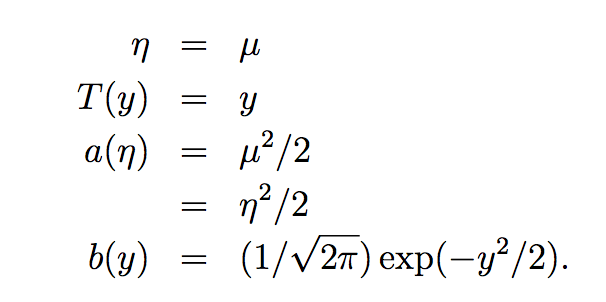 η = μ
T(y) = y
a(η) = μ²/2
= η²/2
b(y) = (1/√2π) exp(−y²/2).